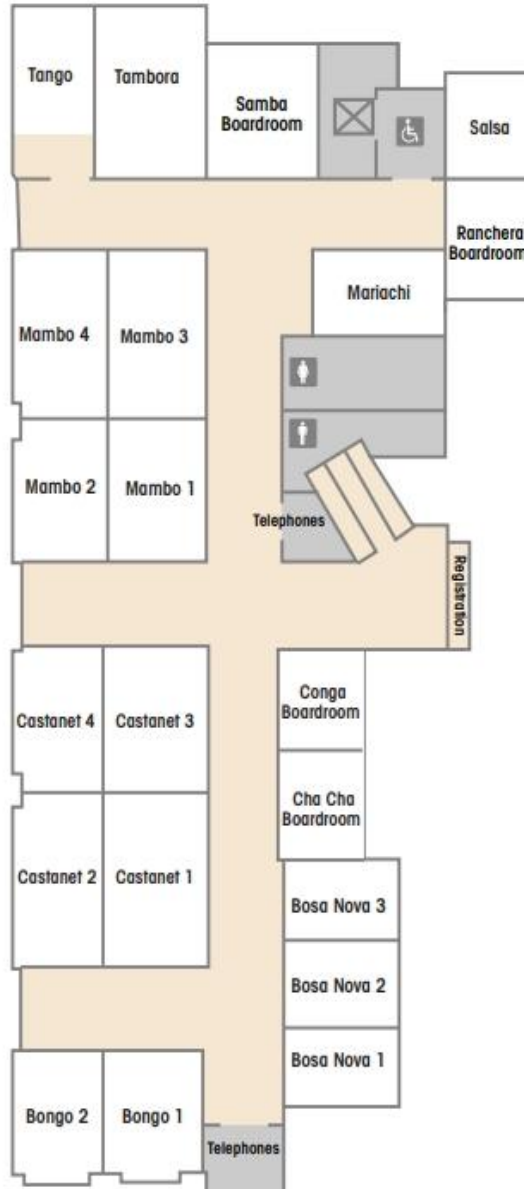 Tango
Tambora
Samba
Boardroom
Salsa
Ranchera
Boardroom
Mariachi
Mambo 4
Mambo 3
Mambo 2
Mambo 1
Telephones
Registration
Conga
Boardroom
Castanet 4
Castanet 3
Cha Cha
Boardroom
Castanet 2
Castanet 1
Bosa Nova 3
Bosa Nova 2
Bosa Nova 1
Bongo 2
Bongo 1
Telephones